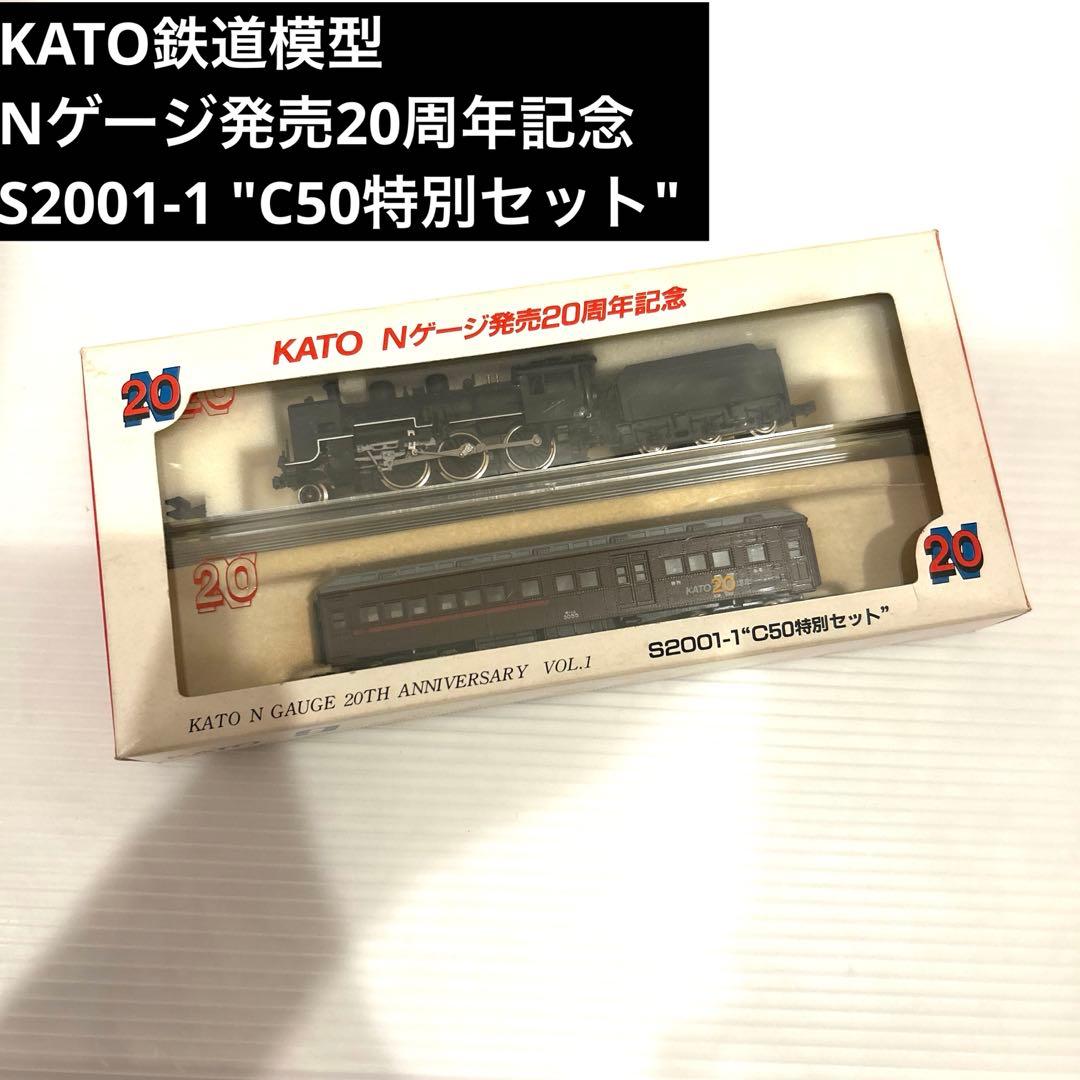 KATO鉄道模型
Nゲージ発売20周年記念
S2001-1 "C50特別セット"
KATO Nゲージ発売20周年記念
20
20
20
20
KATO 20
S2001-1“C50特別セット”
KATO N GAUGE 20TH ANNIVERSARY VOL.1